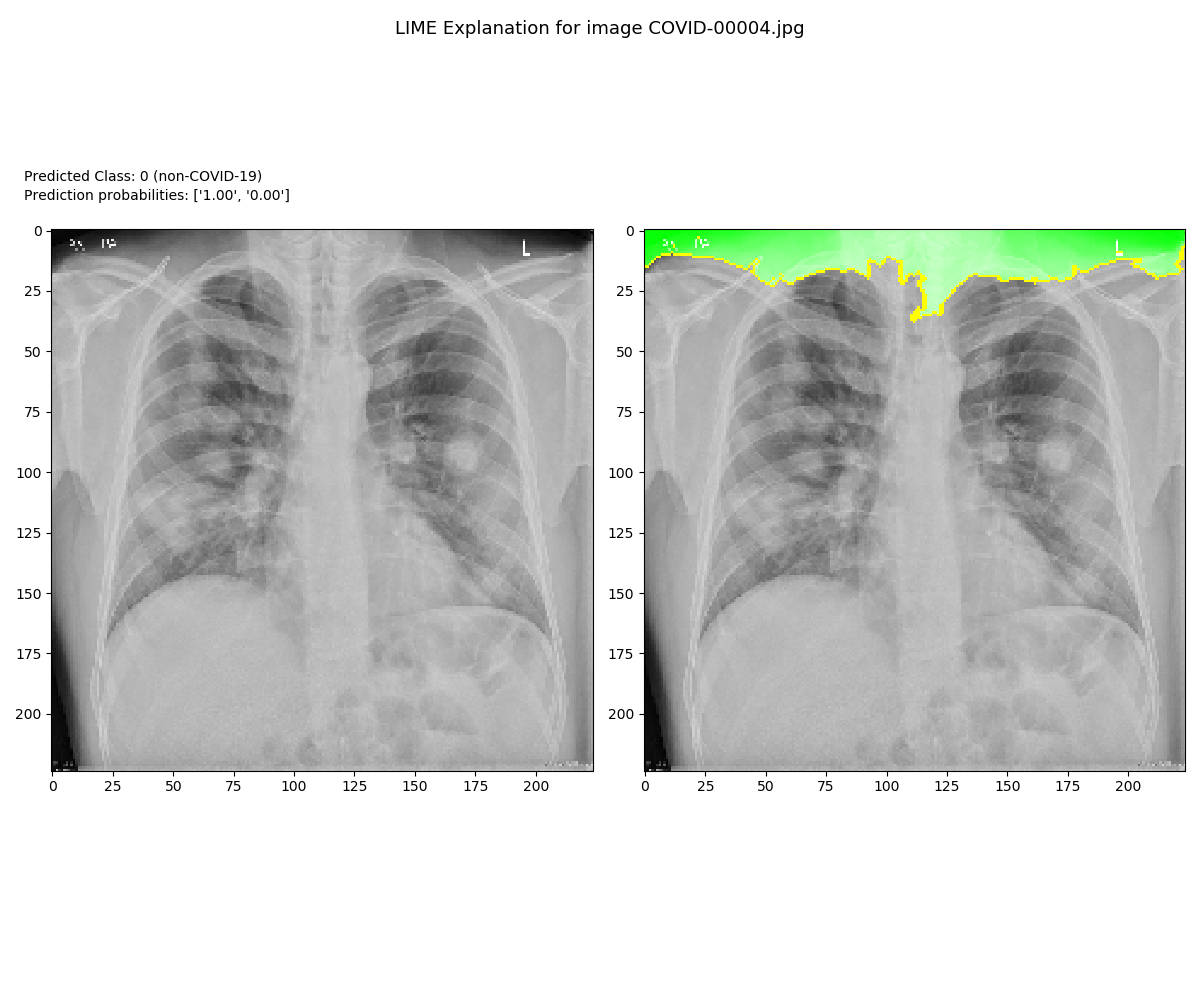 LIME Explanation for image COVID-00004.jpg
Predicted Class: 0 (non-COVID-19)
Prediction probabilities: ['1.00', '0.00']
0
25
50
75
100
125
150
175
200
0 25 50 75 100 125 150 175 200
L
0
25
50
75
100
125
150
175
200
0 25 50 75 100 125 150 175 200
L